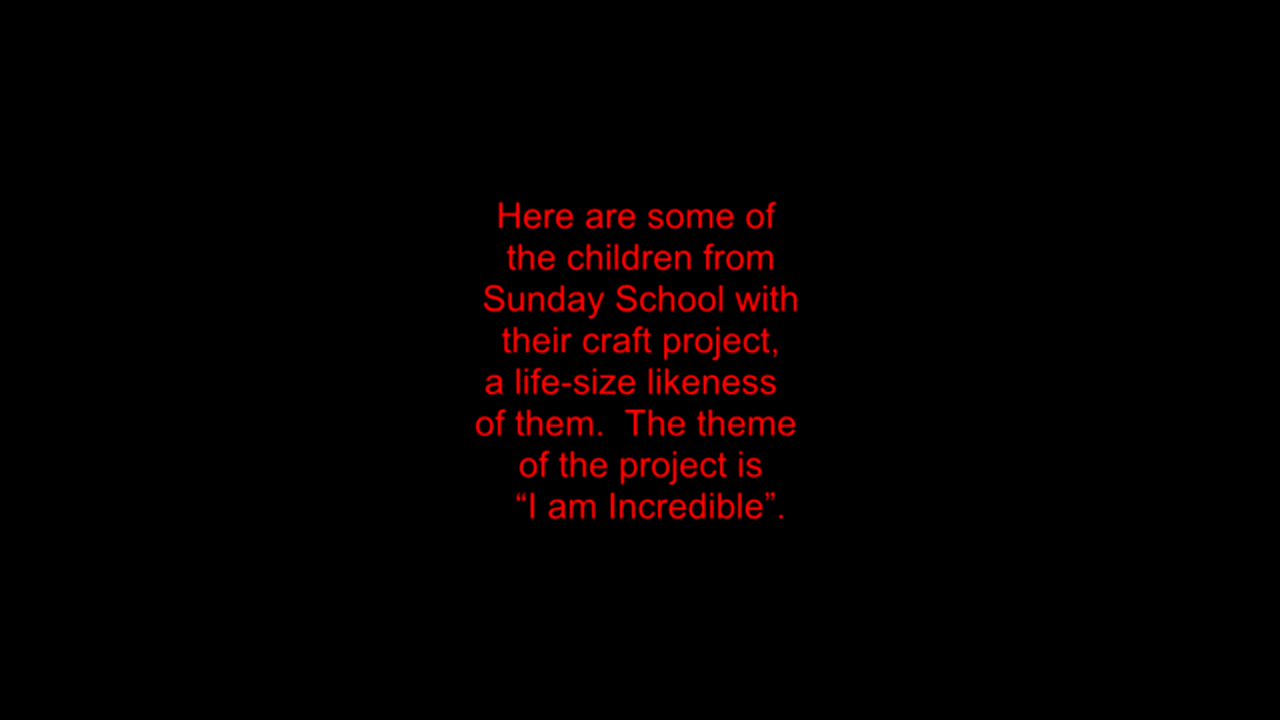 Here are some of
the children from
Sunday School with
their craft project,
a life-size likeness
of them.  The theme
of the project is
“I am Incredible”.